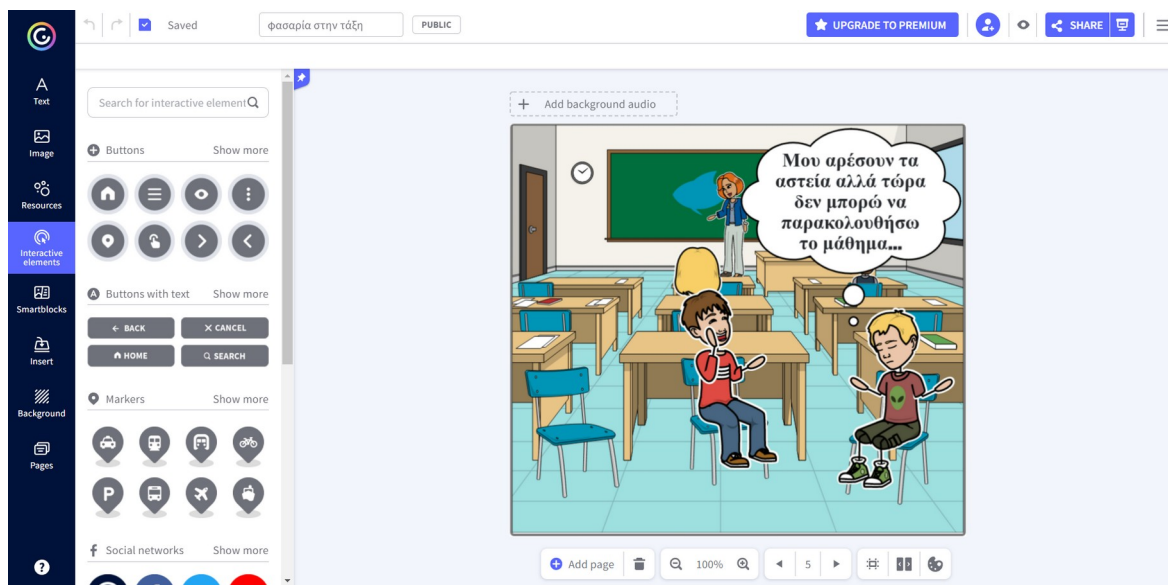 Saved
φασαρία στην τάξη
PUBLIC
UPGRADE TO PREMIUM
SHARE
Text
Image
Resources
Interactive
elements
Smartblocks
Insert
Background
Pages
?
Search for interactive element
Buttons
Show more
Buttons with text
Show more
BACK
CANCEL
HOME
SEARCH
Markers
Show more
P
Social networks
Show more
Add background audio
Μου αρέσουν τα
αστεία αλλά τώρα
δεν μπορώ να
παρακολουθήσω
το μάθημα...
Add page
100%
5